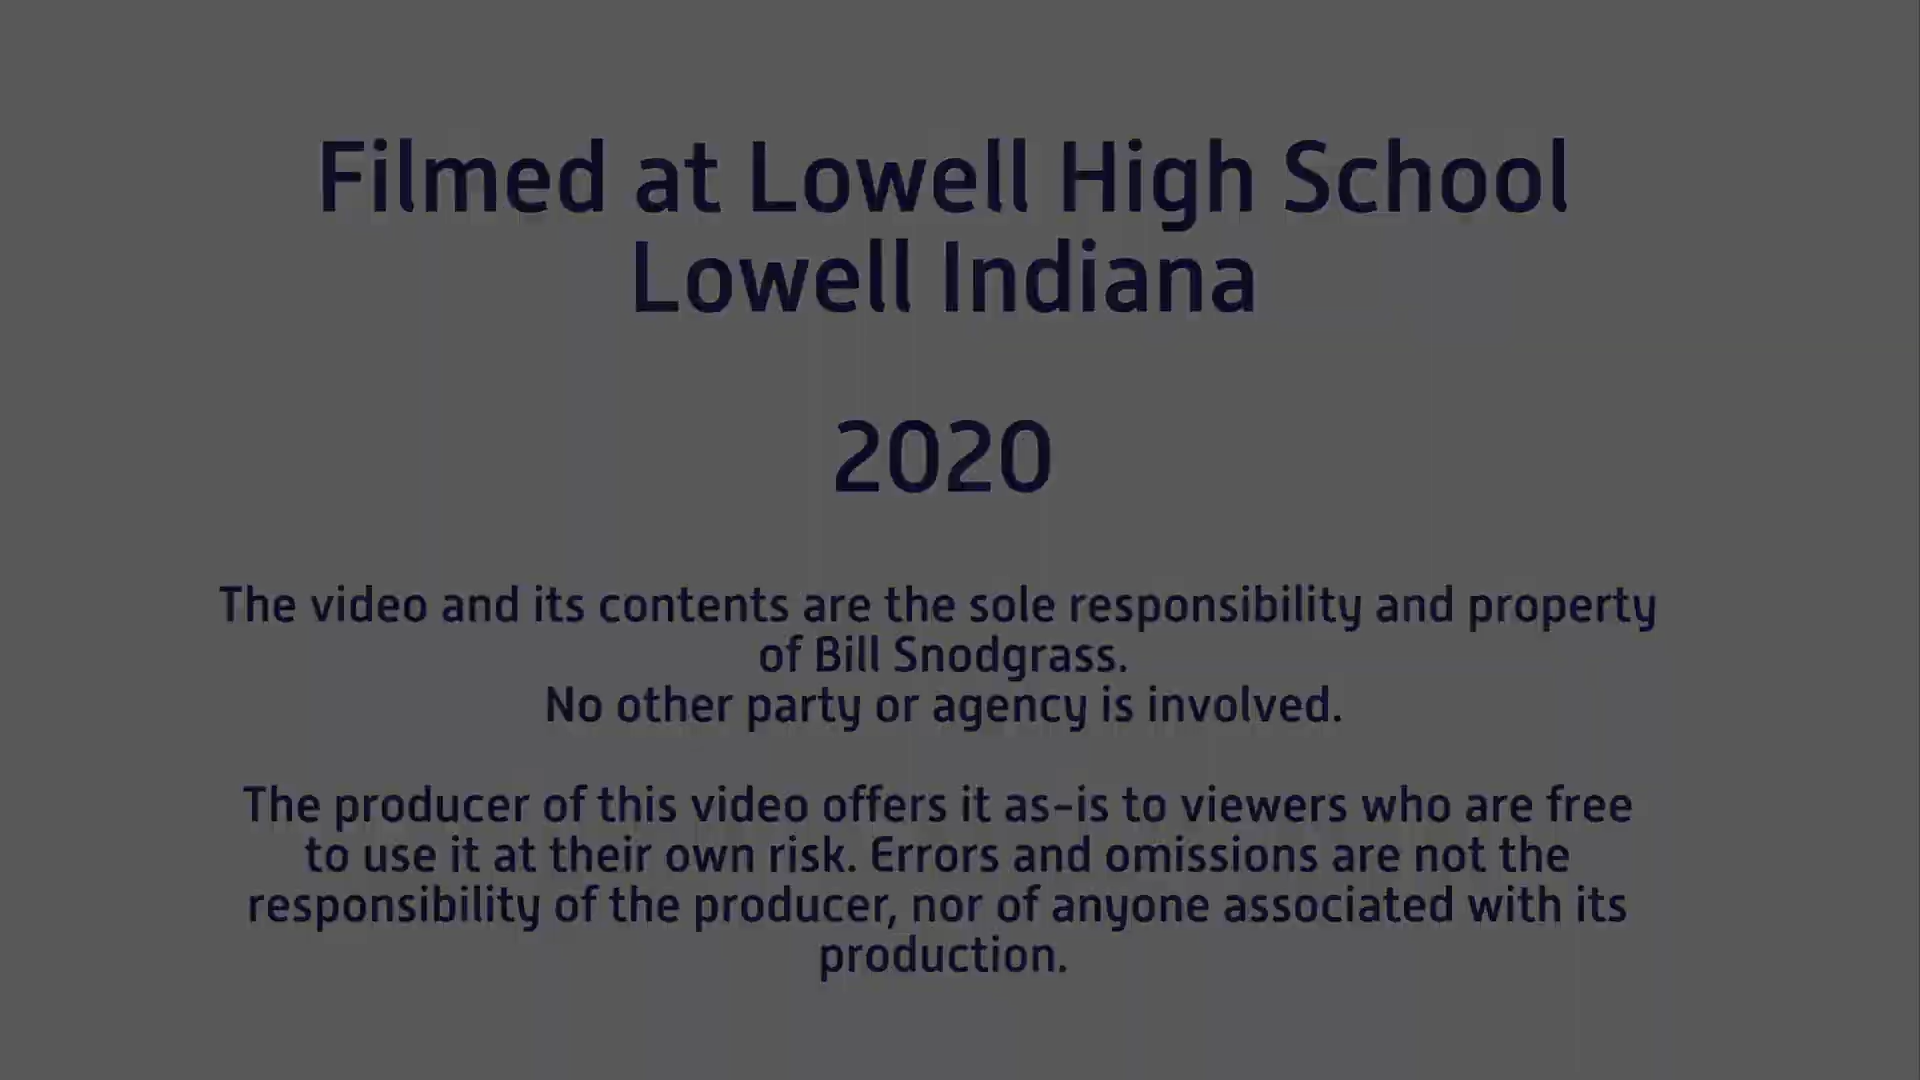 Filmed at Lowell High School
Lowell Indiana
2020
The video and its contents are the sole responsibility and property
of Bill Snodgrass.
No other party or agency is involved.
The producer of this video offers it as-is to viewers who are free
to use it at their own risk. Errors and omissions are not the
responsibility of the producer, nor of anyone associated with its
production.